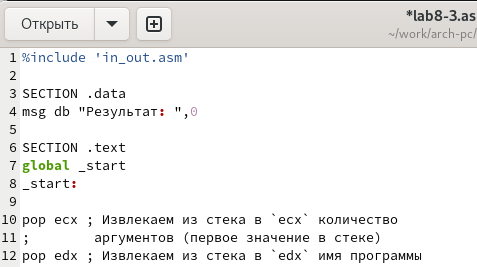 Открыть
*lab8-3.as
~/work/arch-pc/
1 %include 'in_out.asm'
2
3 SECTION .data
4 msg db "Результат: ",0
5
6 SECTION .text
7 global _start
8 _start:
9
10 pop ecx ; Извлекаем из стека в `ecx` количество
11 ;        аргументов (первое значение в стеке)
12 pop edx ; Извлекаем из стека в `edx` имя программы